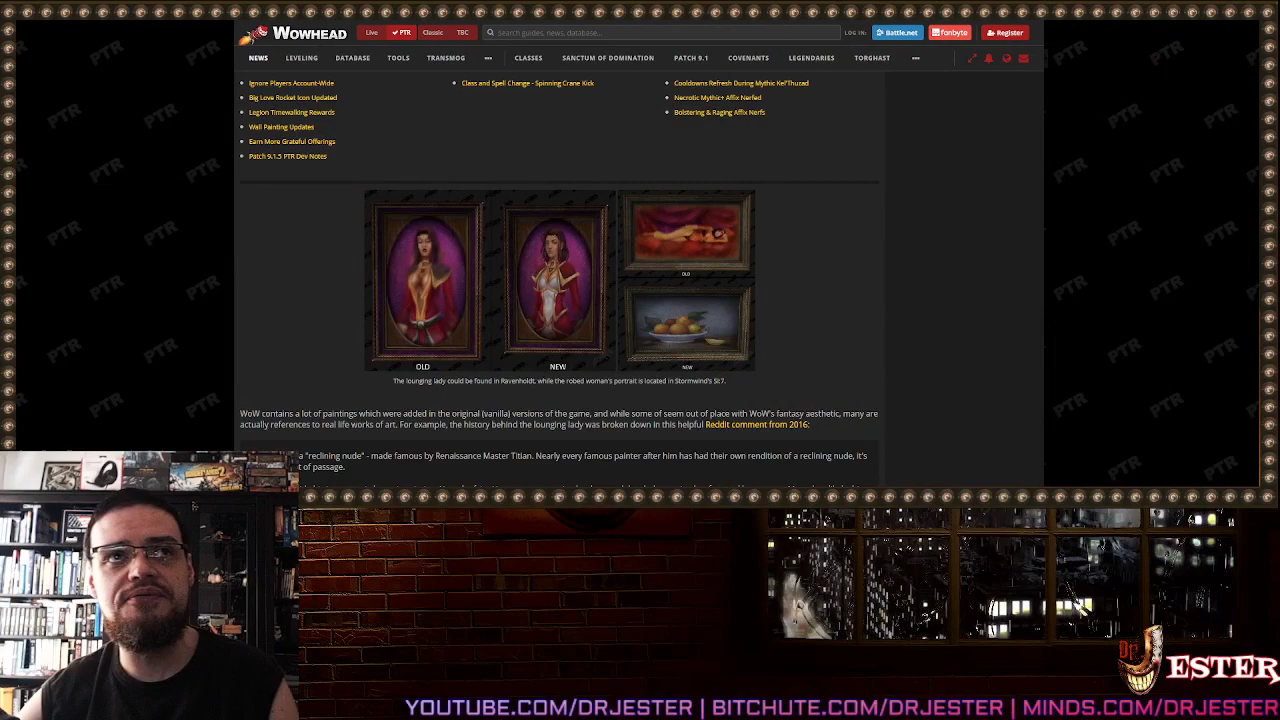 WOWHEAD
Live
PTR
Classic
TBC
Search guides, news, database...
LOG IN:
Battle.net
fanbyte
Register
NEWS
LEVELING
DATABASE
TOOLS
TRANSMOG
CLASSES
SANCTUM OF DOMINATION
PATCH 9.1
COVENANTS
LEGENDARIES
TORGHAST
Ignore Players Account-Wide
Big Love Rocket Icon Updated
Legion Timewalking Rewards
Wall Painting Updates
Earn More Grateful Offerings
Patch 9.1.5 PTR Dev Notes
Class and Spell Change - Spinning Crane Kick
Cooldowns Refresh During Mythic Kel'Thuzad
Necrotic Mythic+ Affix Nerfed
Bolstering & Raging Affix Nerfs
OLD
NEW
OLD
NEW
The lounging lady could be found in Ravenholdt, while the robed woman's portrait is located in Stormwind's SI:7.
WoW contains a lot of paintings which were added in the original (vanilla) versions of the game, and while some of seem out of place with WoW's fantasy aesthetic, many are
actually references to real life works of art. For example, the history behind the lounging lady was broken down in this helpful Reddit comment from 2016:
a "reclining nude" - made famous by Renaissance Master Titian. Nearly every famous painter after him has had their own rendition of a reclining nude, it's
t of passage.
DR JESTER
YOUTUBE.COM/DRJESTER | BITCHUTE.COM/DRJESTER | MINDS.COM/DRJESTER